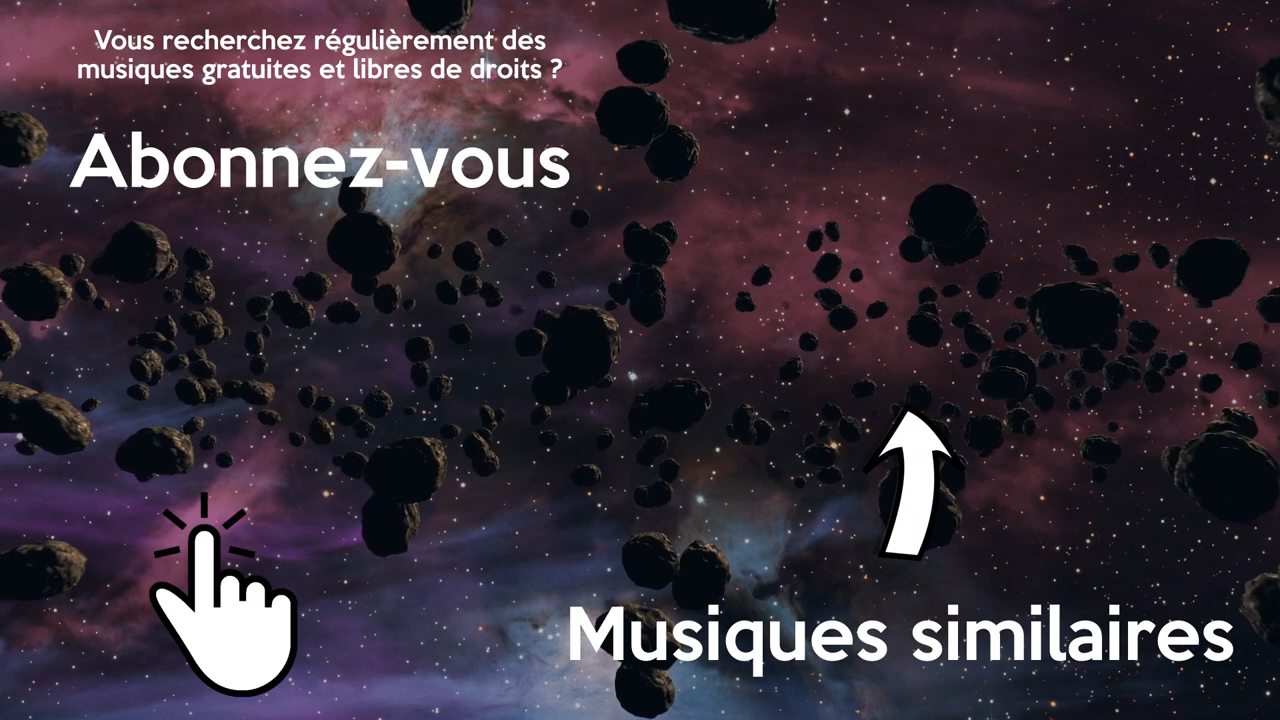 Vous recherchez régulièrement des
musiques gratuites et libres de droits ?
Abonnez-vous
Musiques similaires